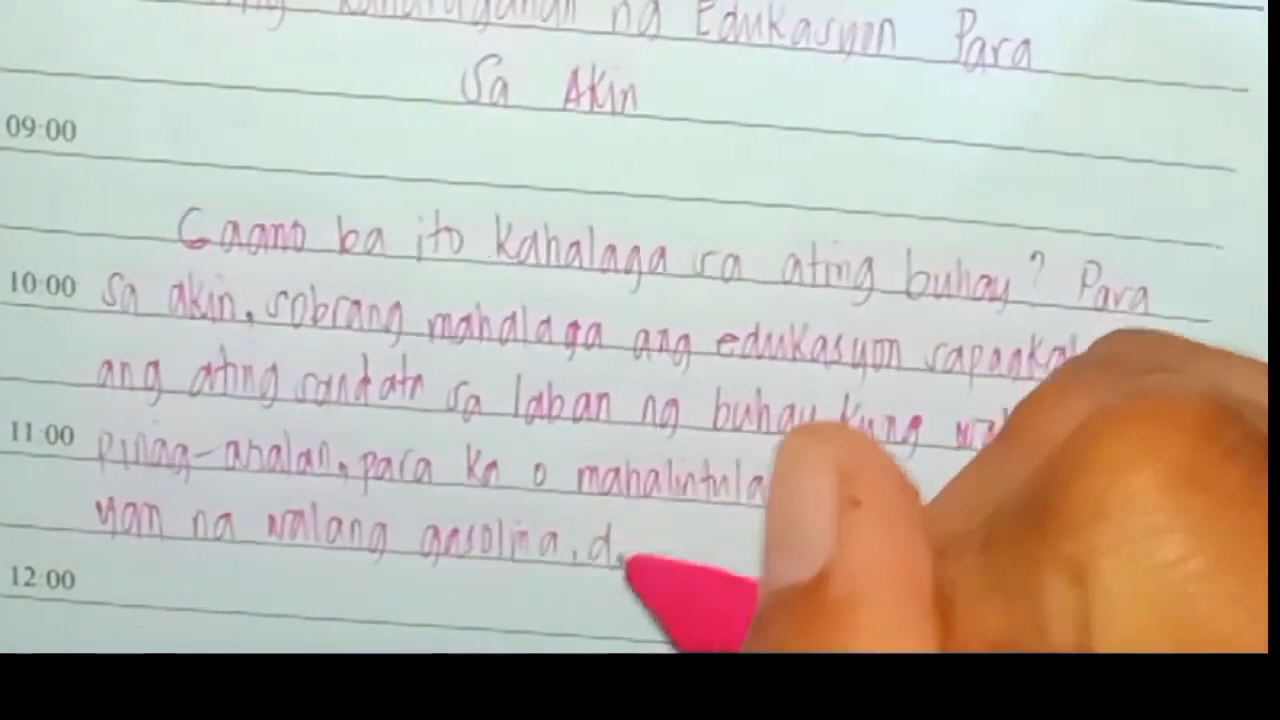 ng Edukasyon Para
Sa Akin
09:00
Gaano ba ito kahalaga sa ating buhay? Para
10:00 sa akin, sobrang mahalaga ang edukasyon
ang ating sandata sa laban ng buhay kung
11:00 pinag-aralan, para ka o
yan na walang gasolina, d
12:00